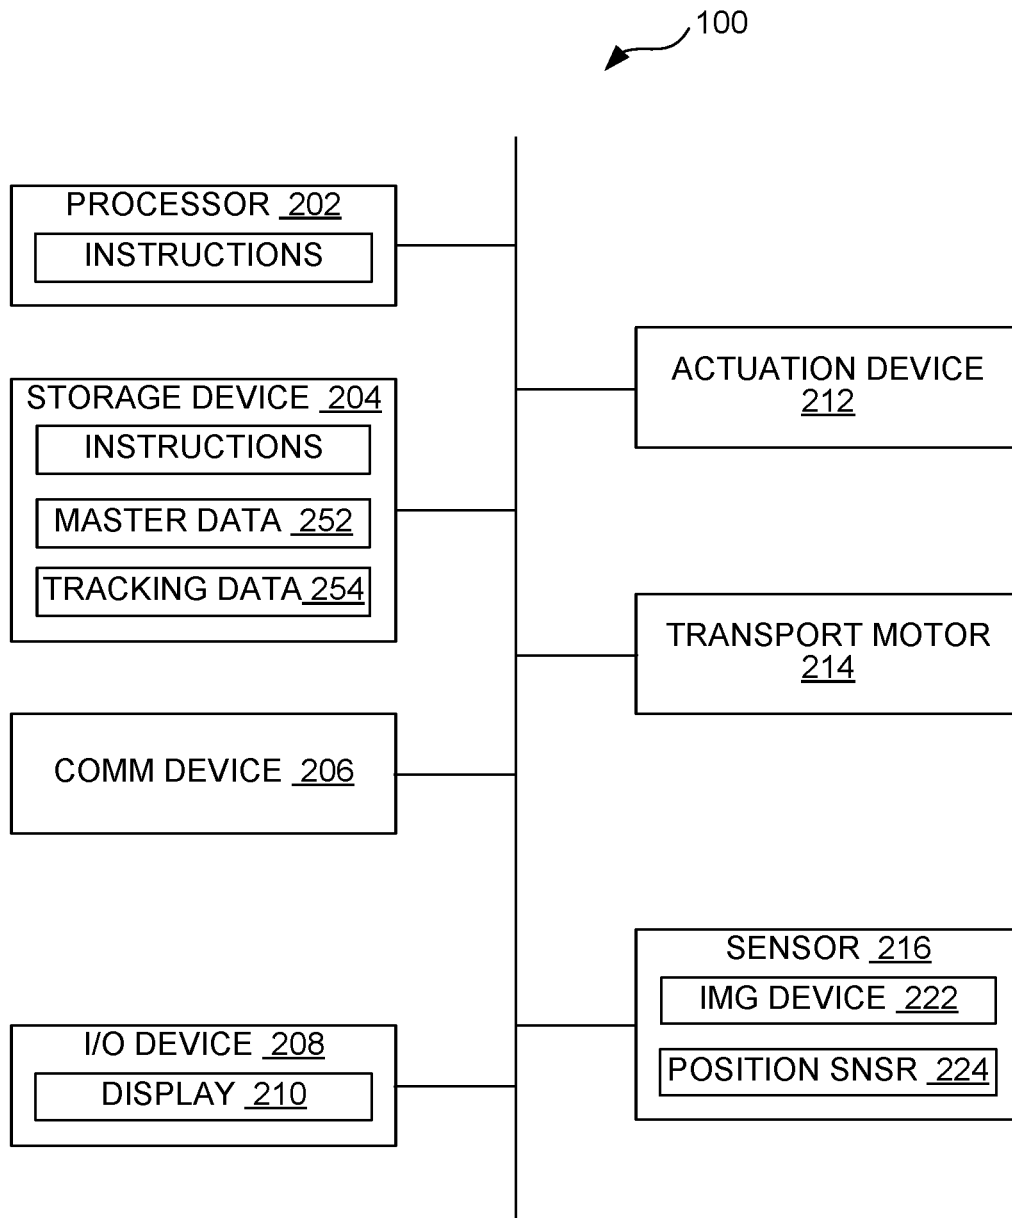 100
PROCESSOR 202
INSTRUCTIONS
STORAGE DEVICE 204
INSTRUCTIONS
MASTER DATA 252
TRACKING DATA 254
COMM DEVICE 206
I/O DEVICE 208
DISPLAY 210
ACTUATION DEVICE
212
TRANSPORT MOTOR
214
SENSOR 216
IMG DEVICE 222
POSITION SNSR 224